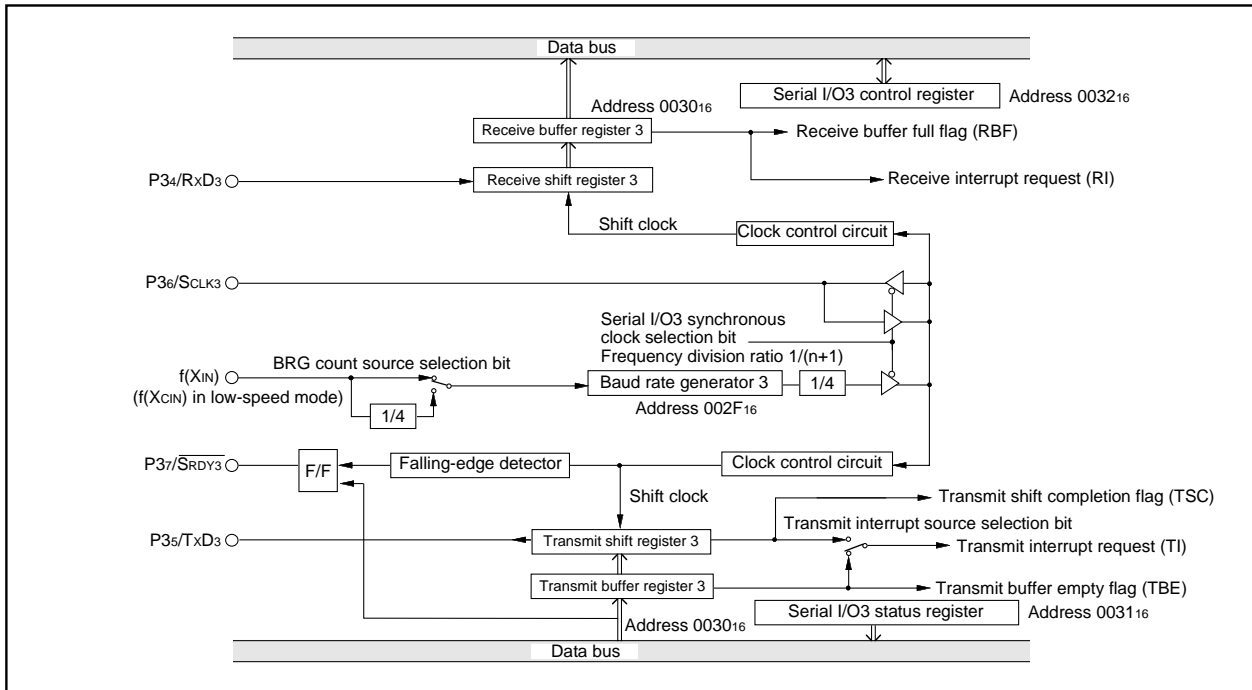 Data bus
Serial I/O3 control register
Address 003216
Address 003016
Receive buffer register 3
Receive buffer full flag (RBF)
P34/RXD3
Receive shift register 3
Receive interrupt request (RI)
Shift clock
Clock control circuit
P36/SCLK3
Serial I/O3 synchronous
clock selection bit
BRG count source selection bit
Frequency division ratio 1/(n+1)
f(XIN)
(f(XCIN) in low-speed mode)
Baud rate generator 3
1/4
1/4
Address 002F16
P37/SRDY3
F/F
Falling-edge detector
Clock control circuit
Shift clock
Transmit shift completion flag (TSC)
Transmit interrupt source selection bit
P35/TXD3
Transmit shift register 3
Transmit interrupt request (TI)
Transmit buffer register 3
Transmit buffer empty flag (TBE)
Serial I/O3 status register
Address 003116
Address 003016
Data bus